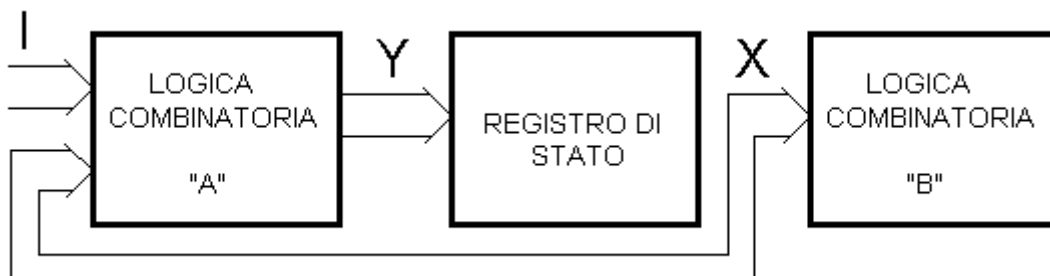 I
LOGICA
COMBINATORIA
"A"
Y
REGISTRO DI
STATO
X
LOGICA
COMBINATORIA
"B"